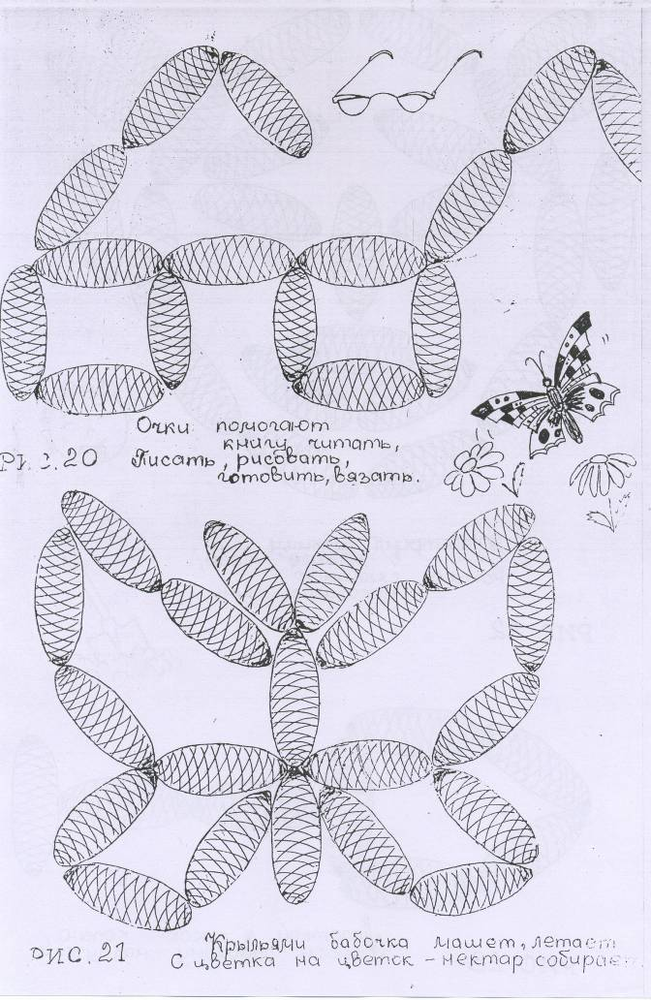 Очки помогают
книгу читать,
РИС.20 Писать, рисовать,
готовить, вязать.
РИС.21 Крыльями бабочка машет, летает
С цветка на цветок – нектар собирает